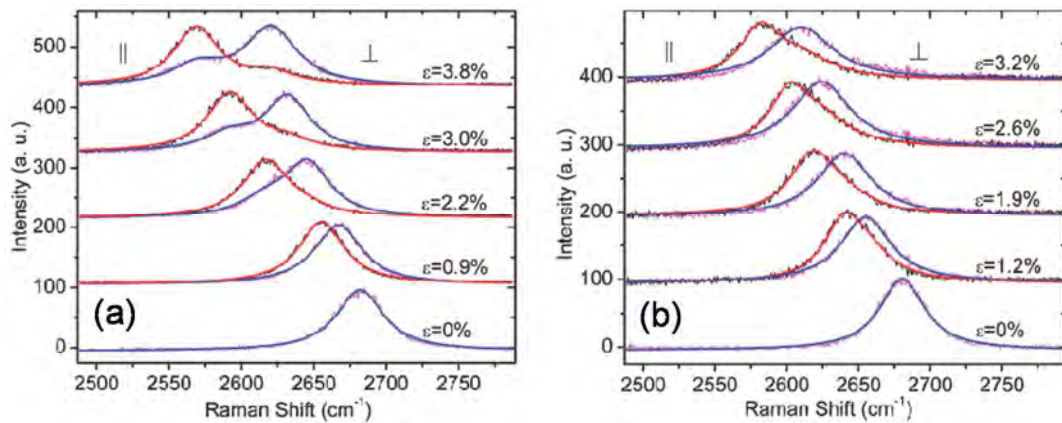 500
∥
⊥
ε=3.8%
400
ε=3.0%
300
ε=2.2%
200
ε=0.9%
100
(a)
ε=0%
0
2500 2550 2600 2650 2700 2750
Raman Shift (cm⁻¹)
Intensity (a. u.)
∥
⊥
400
ε=3.2%
300
ε=2.6%
200
ε=1.9%
100
ε=1.2%
(b)
ε=0%
0
2500 2550 2600 2650 2700 2750
Raman Shift (cm⁻¹)
Intensity (a. u.)